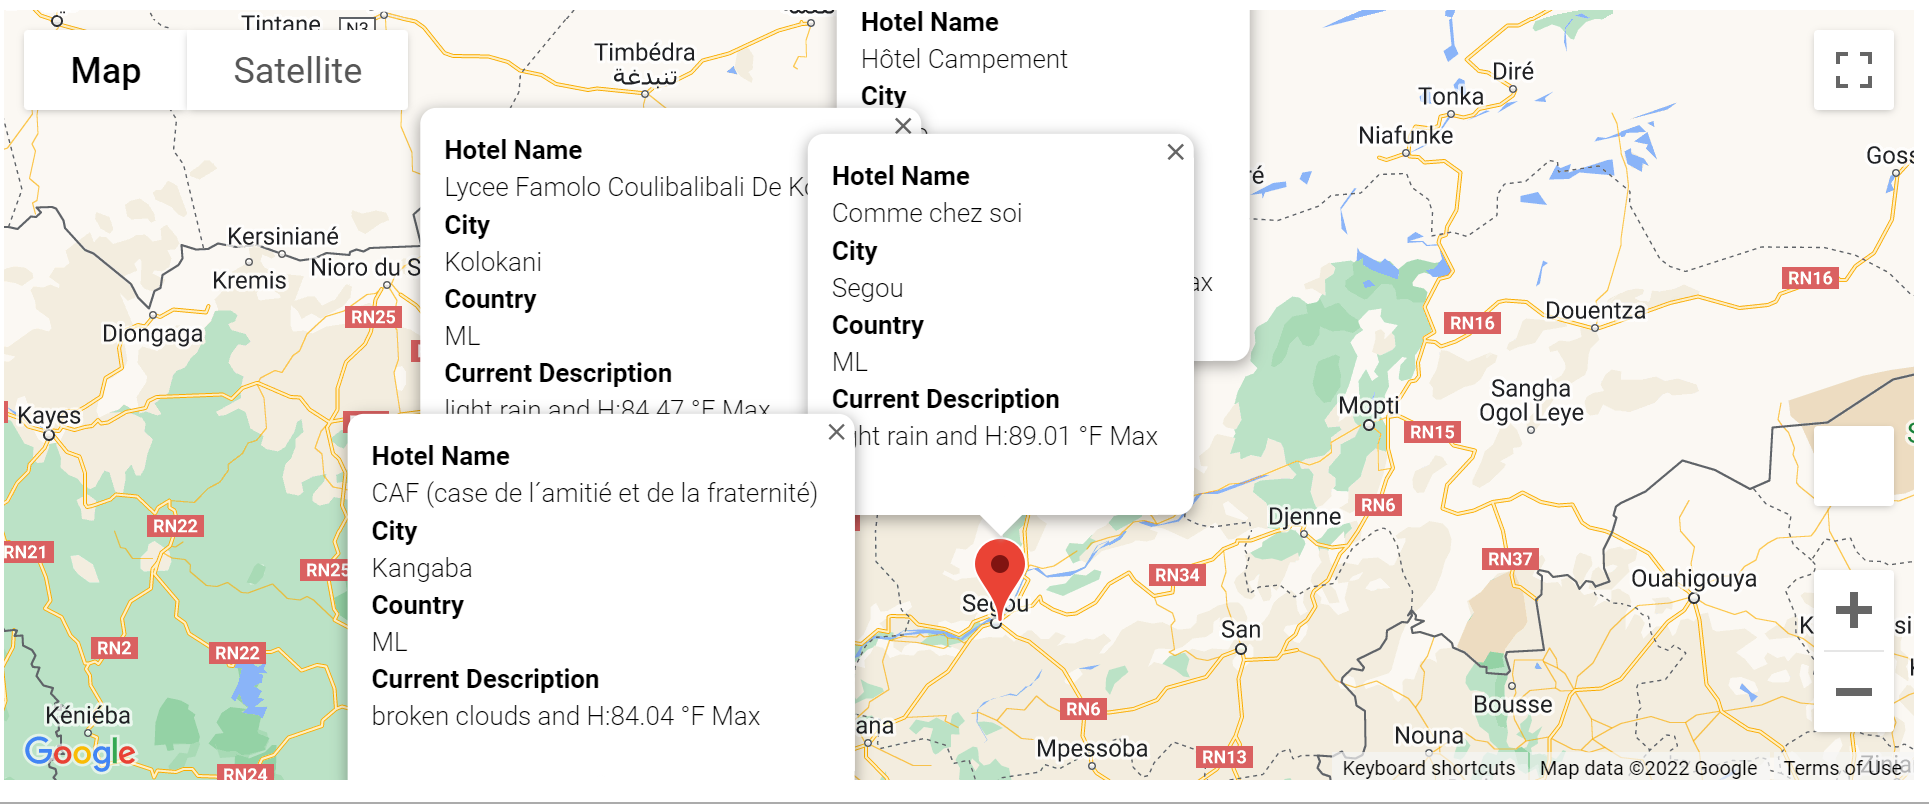 Tintane
N3
Map
Satellite
Timbédra
تنبدغة
Hotel Name
Hôtel Campement
City
Diré
Tonka
Niafunke
Hotel Name
Lycee Famolo Coulibalibali De Ko
City
Kolokani
Country
ML
Current Description
light rain and H:84.47 °F Max
Hotel Name
Comme chez soi
City
Segou
Country
ML
Current Description
ght rain and H:89.01 °F Max
Hotel Name
CAF (case de l´amitié et de la fraternité)
City
Kangaba
Country
ML
Current Description
broken clouds and H:84.04 °F Max
ré
ax
Goss
Kersiniané
Kremis
Nioro du S
RN25
Diongaga
Kayes
RN22
RN21
RN25
RN2
RN22
Kéniéba
Google
RN24
RN16
Douentza
RN16
Sangha
Ogol Leye
Mopti
RN15
RN6
Djenne
RN37
RN34
Ouahigouya
Segou
San
K
si
RN6
Bousse
ana
Mpessoba
RN13
Nouna
Keyboard shortcuts
Map data ©2022 Google
Terms of Use